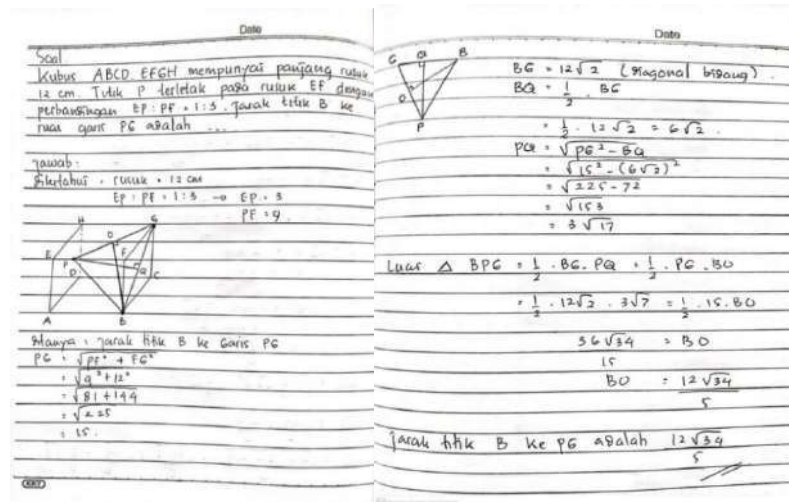 Date
Soal
Kubus ABCD.EFGH mempunyai panjang rusuk
12 cm. Titik P terletak pada rusuk EF dengan
perbandingan EP : PF = 1:3. Jarak titik B ke
ruas garis PG adalah ...
Jawab :
Diketahui : rusuk = 12 cm
EP : PF = 1:3 → EP = 3
PF = 9
H
G
O
E
P
F
D
Q
C
A
B
Ditanya : Jarak titik B ke Garis PG
PG = √PF² + FG²
= √9² + 12²
= √81 + 144
= √225
= 15.
Date
G Q B
O
P
BG = 12√2 (diagonal bidang).
BQ = 1/2 . BG
= 1/2 . 12√2 = 6√2.
PQ = √PG² - BQ
= √15² - (6√2)²
= √225 - 72
= √153
= 3√17
Luas Δ BPG = 1/2 . BG . PQ = 1/2 . PG . BO
= 1/2 . 12√2 . 3√7 = 1/2 . 15 . BO
36√34 = BO
15
BO = 12√34
5
Jarak titik B ke PG adalah 12√34
5